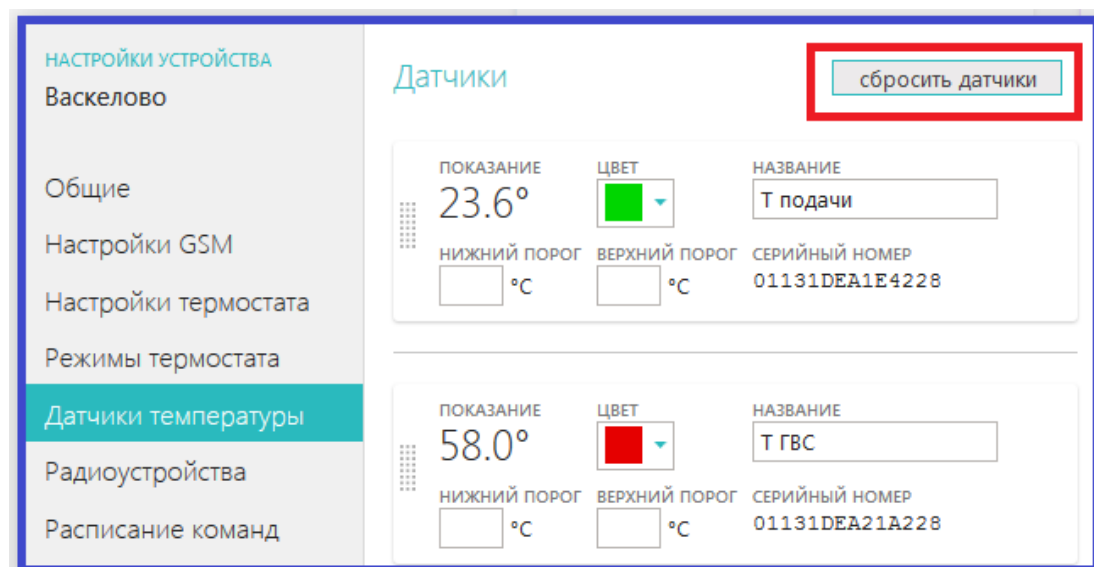 НАСТРОЙКИ УСТРОЙСТВА
Васкелово
Общие
Настройки GSM
Настройки термостата
Режимы термостата
Датчики температуры
Радиоустройства
Расписание команд
Датчики
сбросить датчики
ПОКАЗАНИЕ ЦВЕТ НАЗВАНИЕ
23.6° Т подачи
НИЖНИЙ ПОРОГ ВЕРХНИЙ ПОРОГ СЕРИЙНЫЙ НОМЕР
°C °C 01131DEA1E4228
ПОКАЗАНИЕ ЦВЕТ НАЗВАНИЕ
58.0° Т ГВС
НИЖНИЙ ПОРОГ ВЕРХНИЙ ПОРОГ СЕРИЙНЫЙ НОМЕР
°C °C 01131DEA21A228